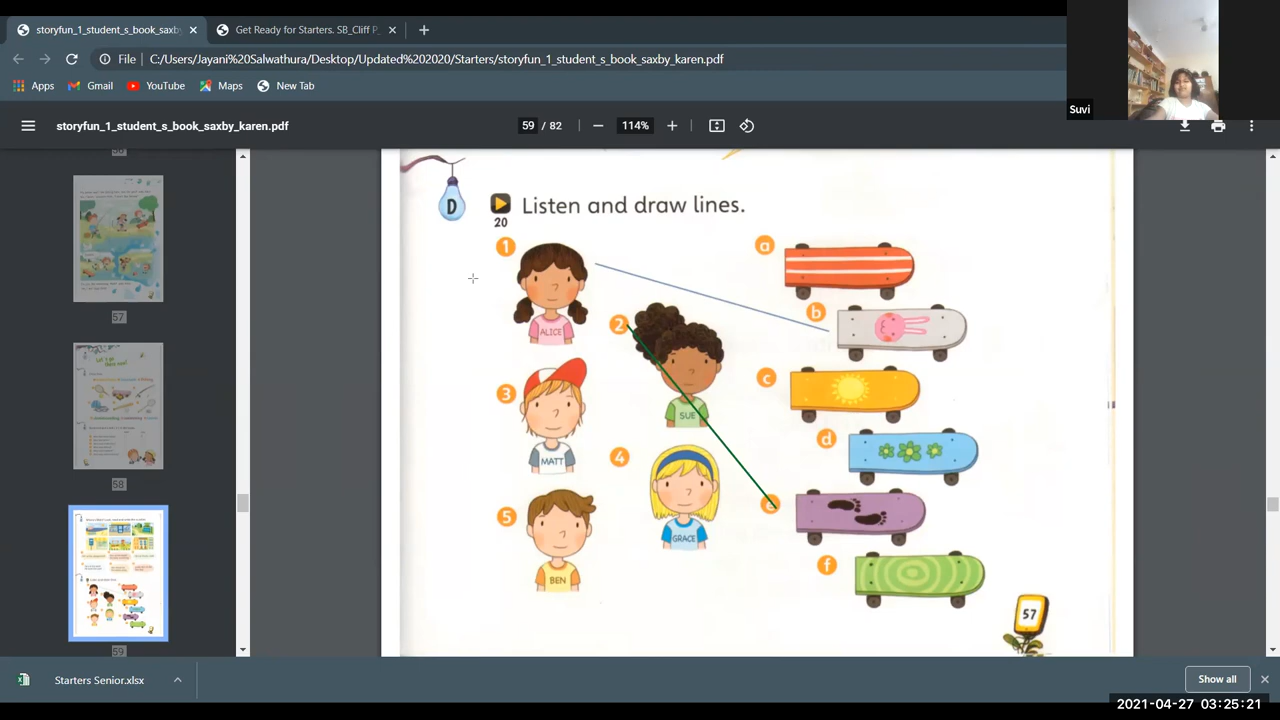 storyfun_1_student_s_book_saxby
Get Ready for Starters. SB_Cliff P
File
C:/Users/Jayani%20Salwathura/Desktop/Updated%202020/Starters/storyfun_1_student_s_book_saxby_karen.pdf
Apps
Gmail
YouTube
Maps
New Tab
Suvi
storyfun_1_student_s_book_saxby_karen.pdf
59 / 82
114%
56
57
58
59
D
20
Listen and draw lines.
1
ALICE
2
SUE
3
MATT
4
GRACE
5
BEN
a
b
c
d
e
f
57
Starters Senior.xlsx
Show all
2021-04-27 03:25:21